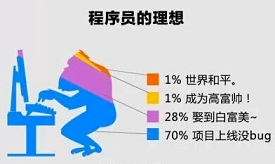 程序员的理想
1% 世界和平。
1% 成为高富帅！
28% 娶到白富美~
70% 项目上线没bug